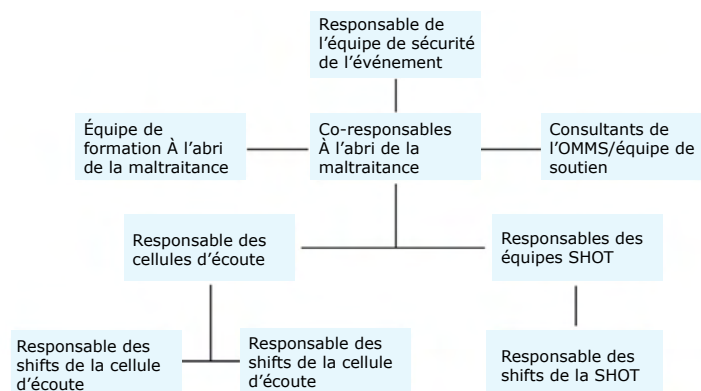 Responsable de
l’équipe de sécurité
de l’événement
Équipe de
formation À l’abri
de la maltraitance
Co-responsables
À l’abri de la
maltraitance
Consultants de
l’OMMS/équipe de
soutien
Responsable des
cellules d’écoute
Responsables des
équipes SHOT
Responsable des
shifts de la cellule
d’écoute
Responsable des
shifts de la cellule
d’écoute
Responsable des
shifts de la SHOT